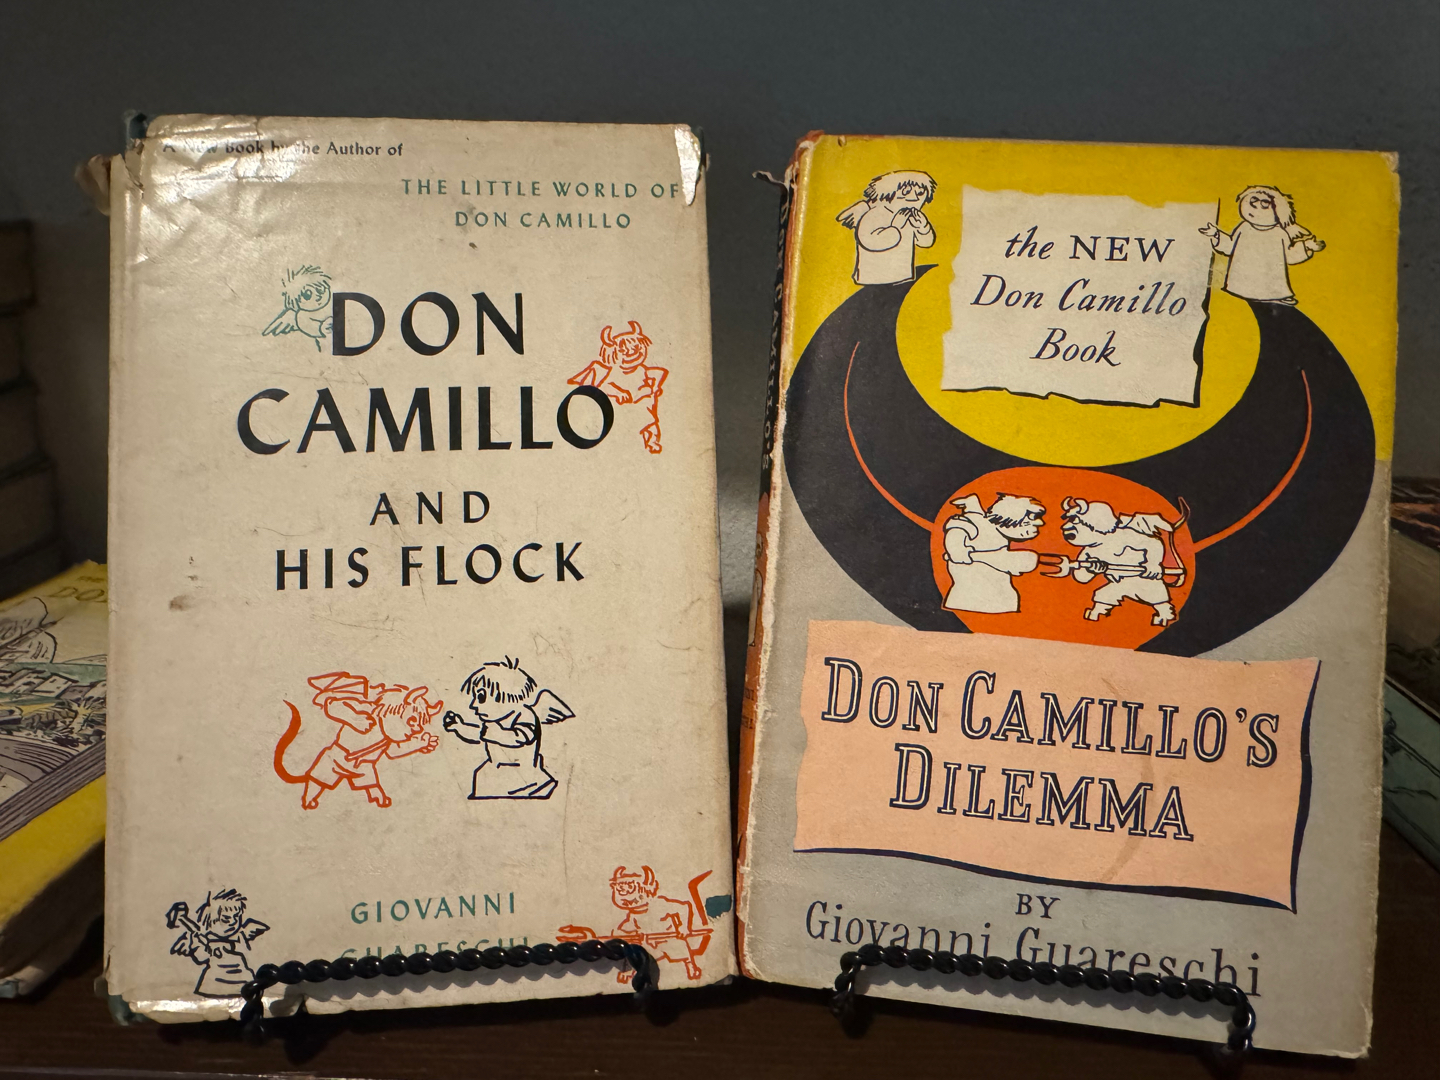 A New Book by the Author of
THE LITTLE WORLD OF
DON CAMILLO
DON
CAMILLO
AND
HIS FLOCK
GIOVANNI
GUARESCHI
the NEW
Don Camillo
Book
DON CAMILLO'S
DILEMMA
BY
Giovanni Guareschi